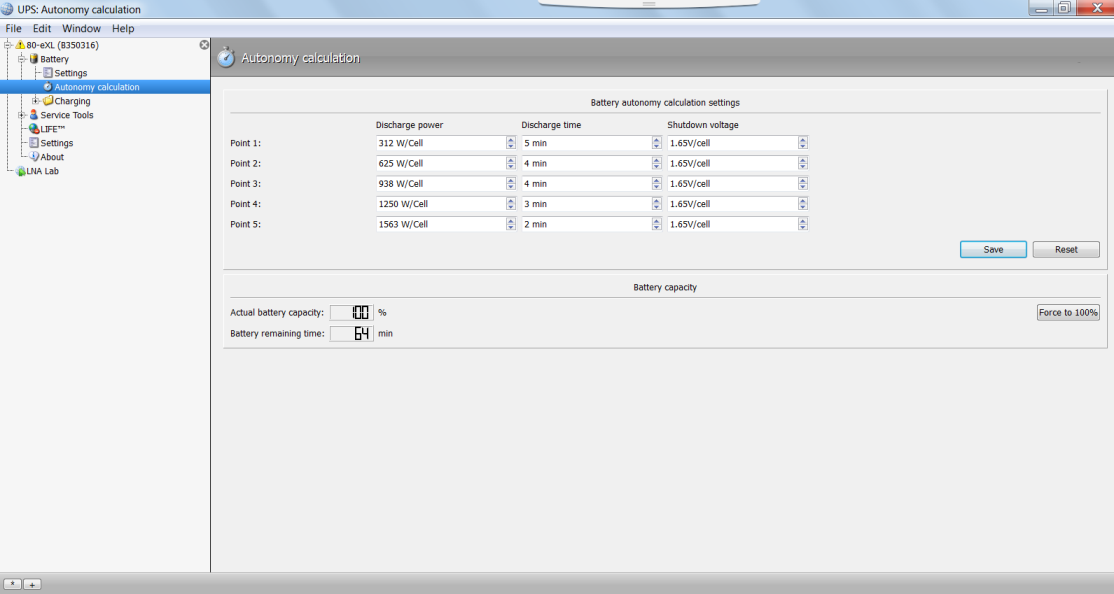 UPS: Autonomy calculation
File Edit Window Help
80-eXL (B350316)
Battery
Settings
Autonomy calculation
Charging
Service Tools
LIFE™
Settings
About
LNA Lab
Autonomy calculation
Battery autonomy calculation settings
Discharge power Discharge time Shutdown voltage
Point 1: 312 W/Cell 5 min 1.65V/cell
Point 2: 625 W/Cell 4 min 1.65V/cell
Point 3: 938 W/Cell 4 min 1.65V/cell
Point 4: 1250 W/Cell 3 min 1.65V/cell
Point 5: 1563 W/Cell 2 min 1.65V/cell
Save Reset
Battery capacity
Actual battery capacity: 100 % Force to 100%
Battery remaining time: 64 min
* +